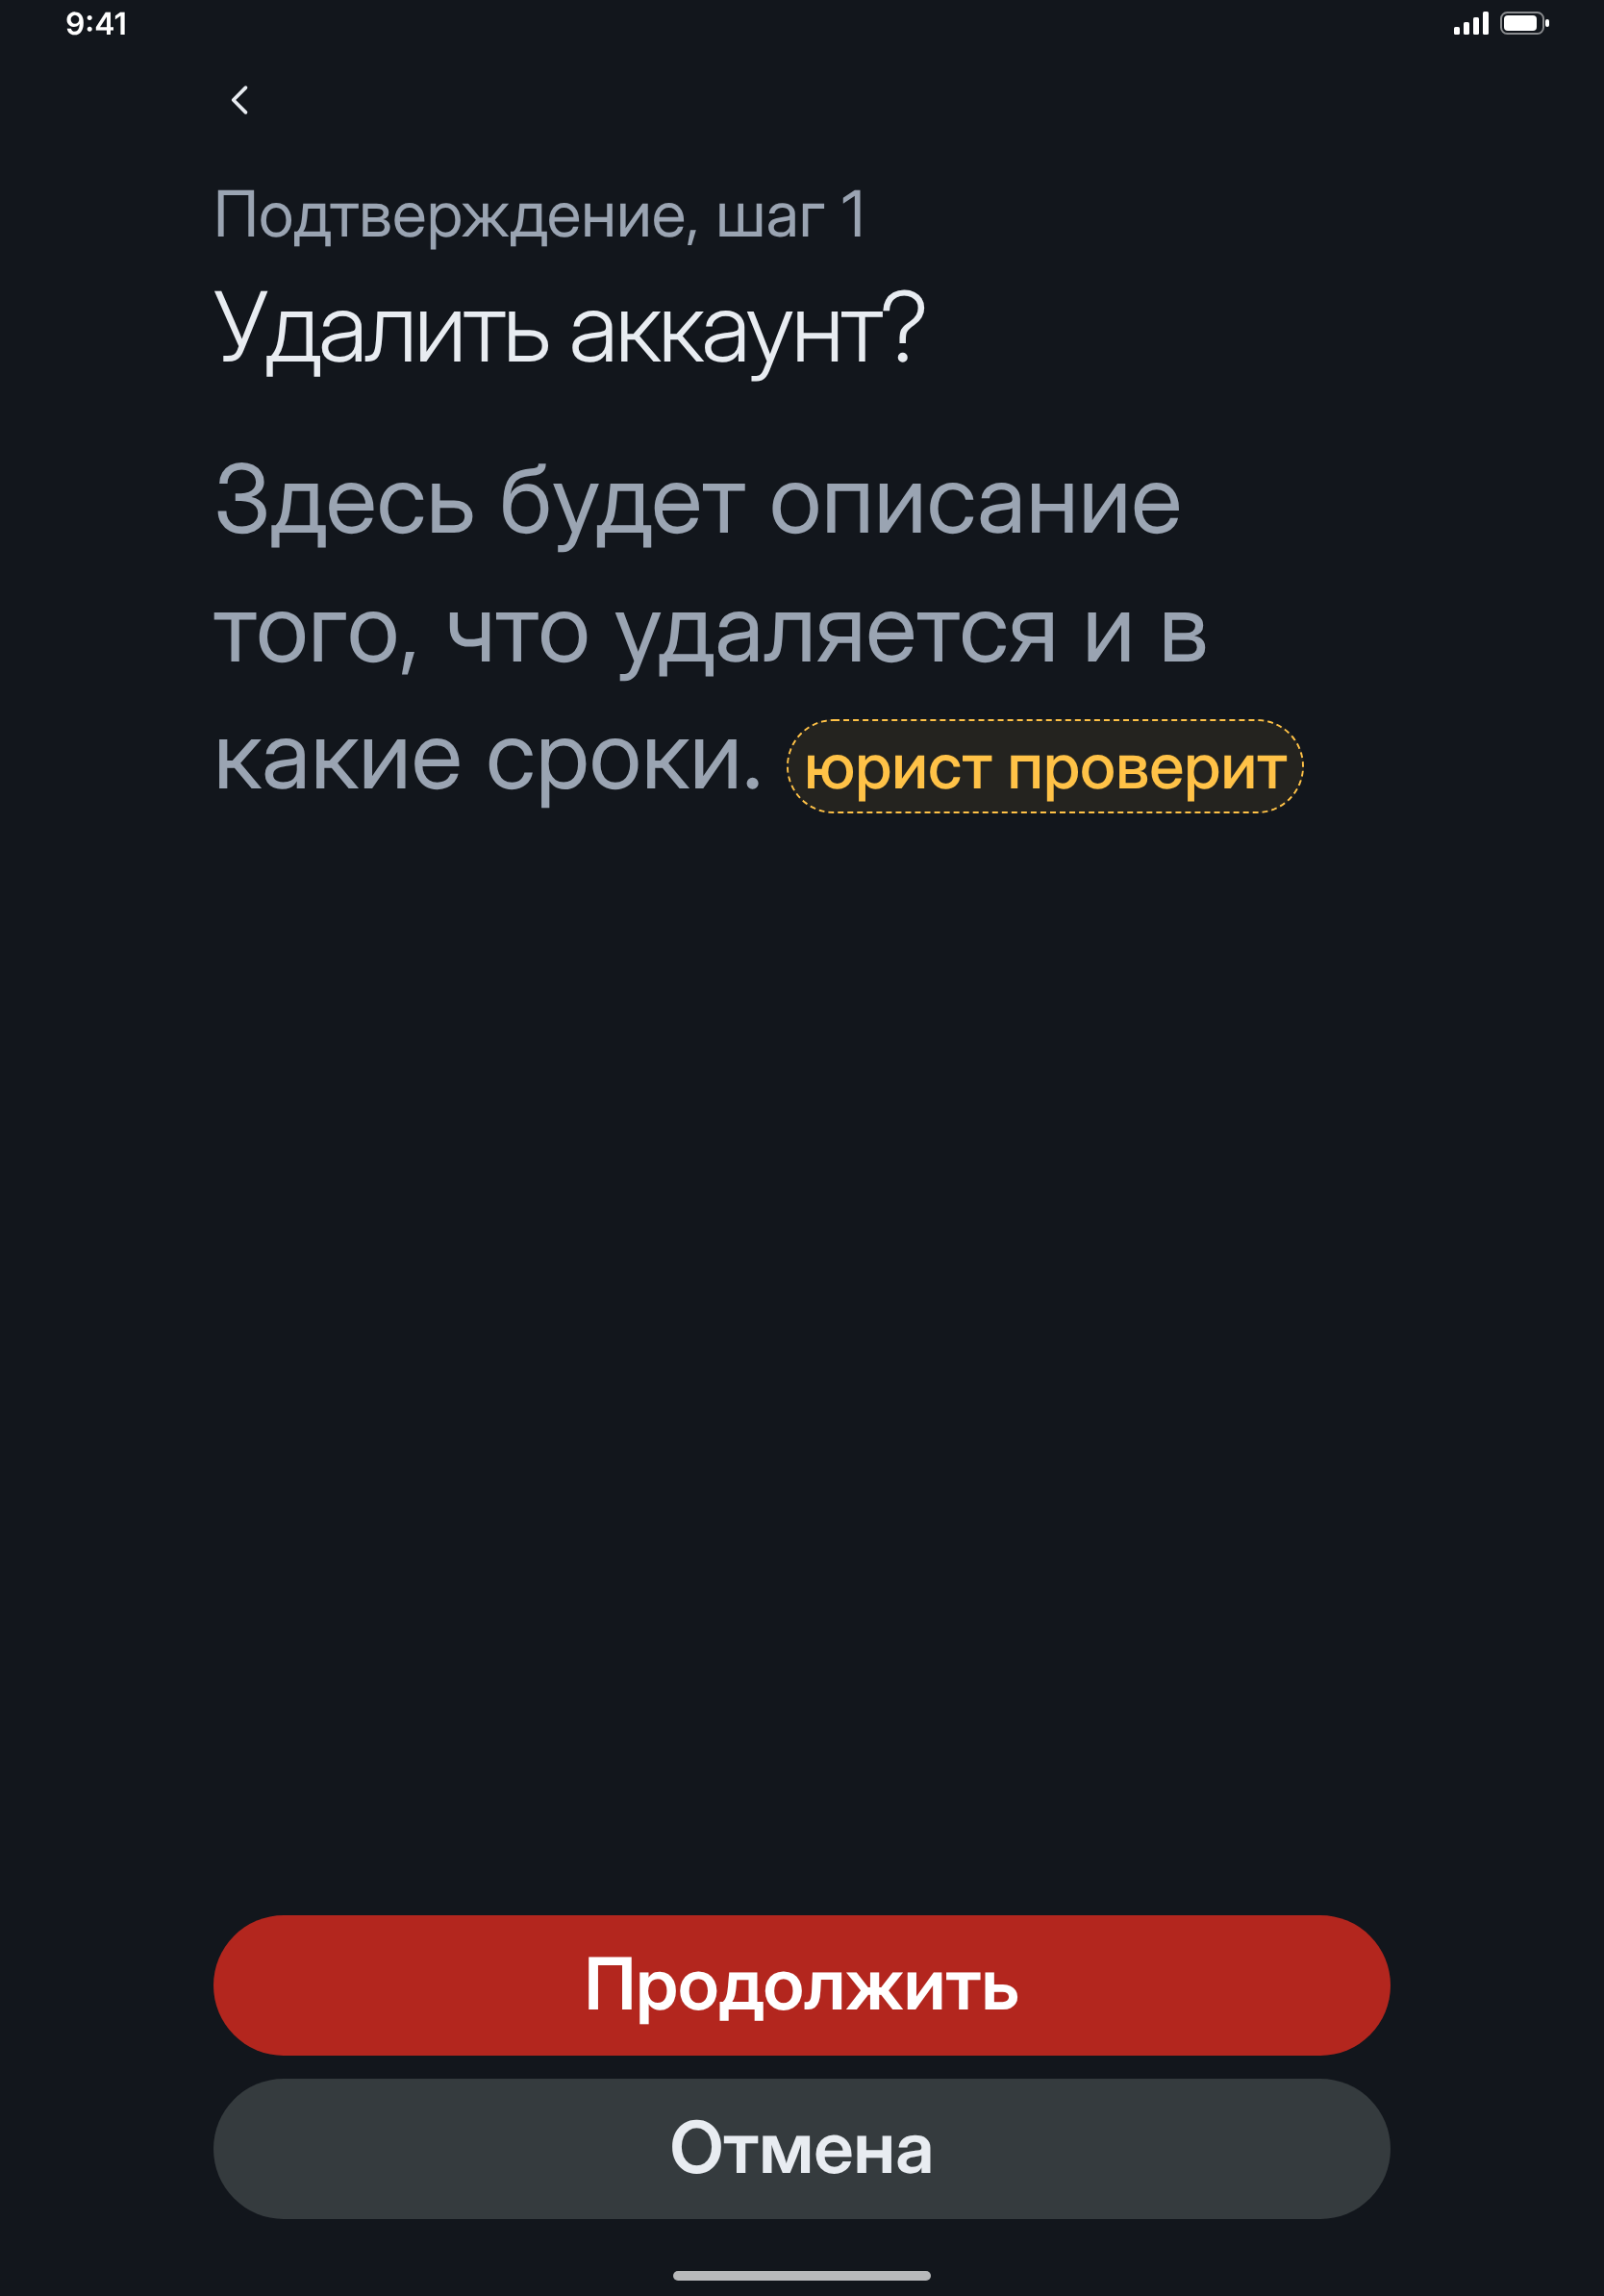 9:41
Подтверждение, шаг 1
Удалить аккаунт?
Здесь будет описание
того, что удаляется и в
какие сроки. юрист проверит
Продолжить
Отмена